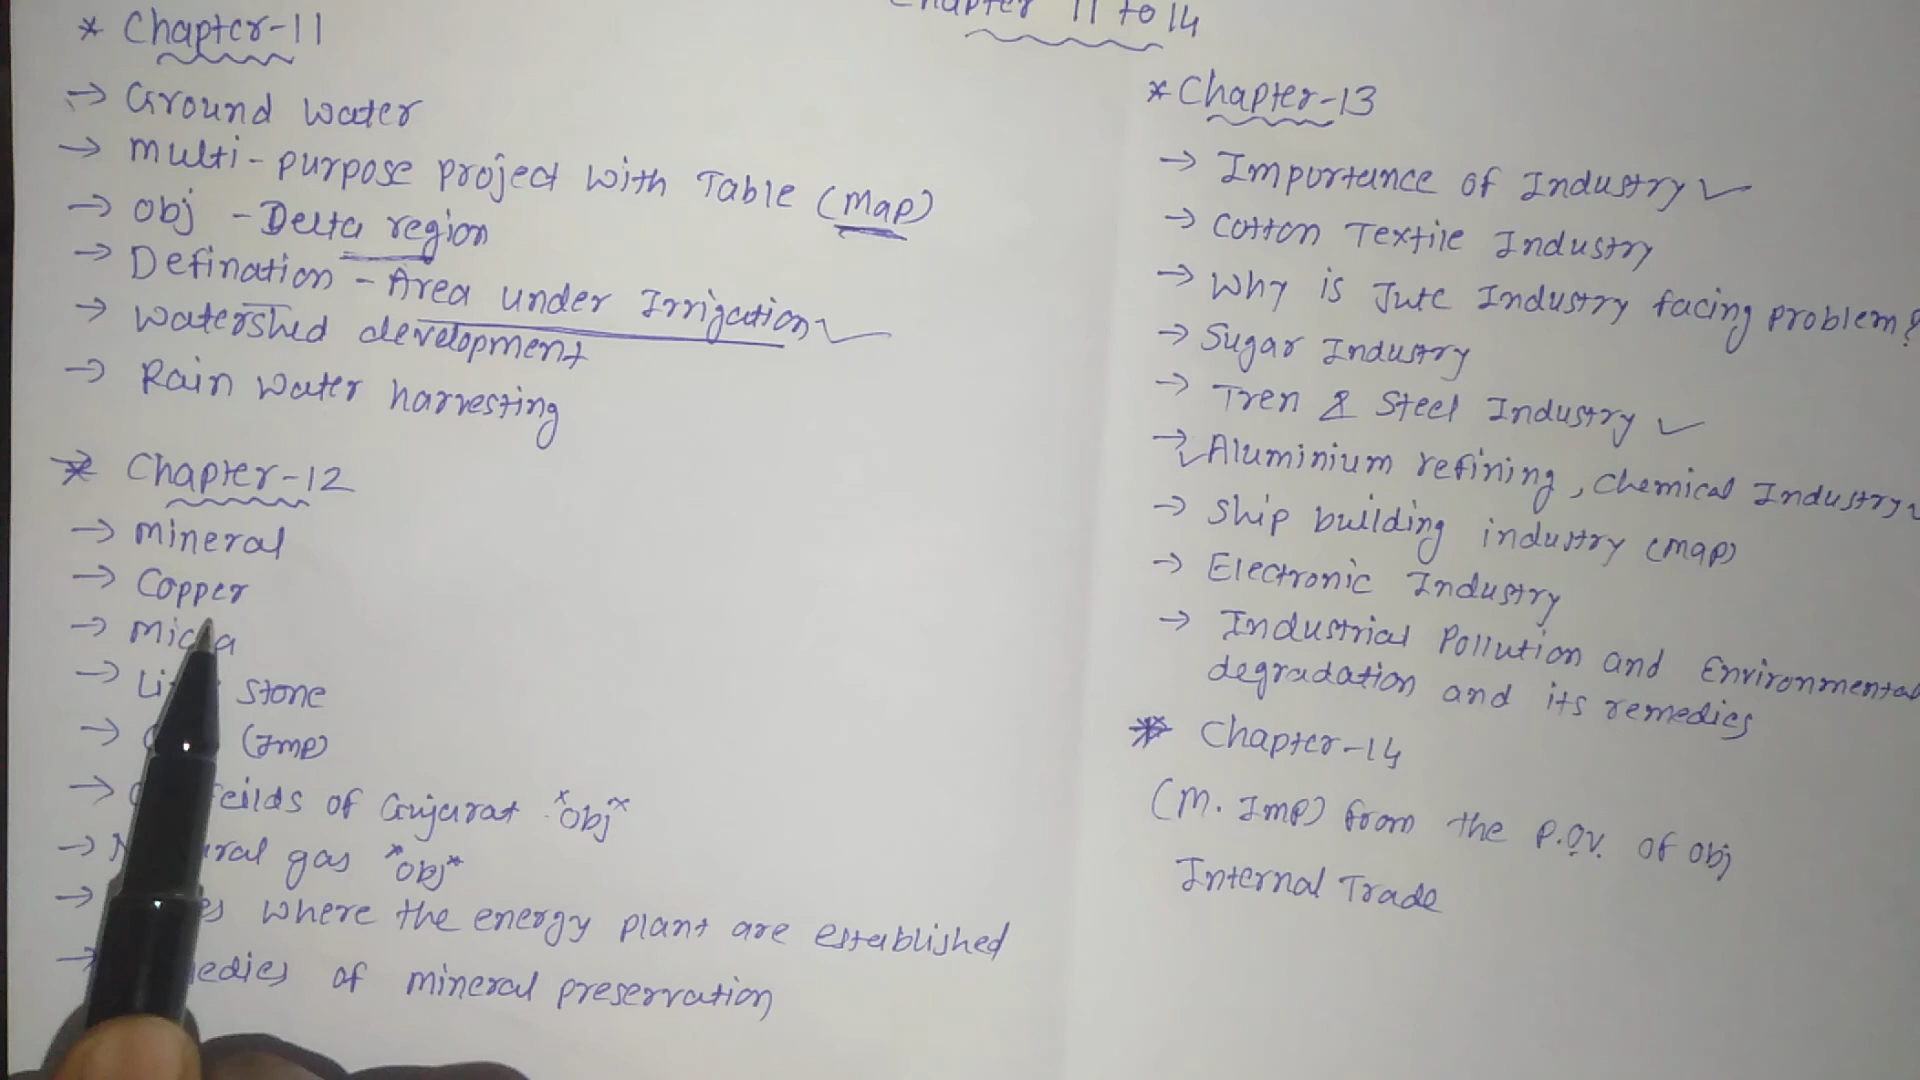 Chapter 11 to 14
* Chapter-11
→ Ground water
→ multi-purpose project with Table (Map)
→ obj - Delta region
→ Defination - Area under Irrigation ✓
→ watershed development
→ Rain water harvesting
* Chapter-12
→ mineral
→ Copper
→ Mica
→ stone
→ (Imp)
→ feilds of Gujarat *obj*
→ gas *obj*
→ where the energy plant are established
→ of mineral preservation
* Chapter-13
→ Importance of Industry ✓
→ Cotton Textile Industry
→ Why is Jute Industry facing problem?
→ Sugar Industry
→ Iren & Steel Industry ✓
→ Aluminium refining, Chemical Industry ✓
→ Ship building industry (map)
→ Electronic Industry
→ Industrial Pollution and Environmental
degradation and its remedies
* Chapter-14
(M. Imp) from the P.O.V. of obj
Internal Trade